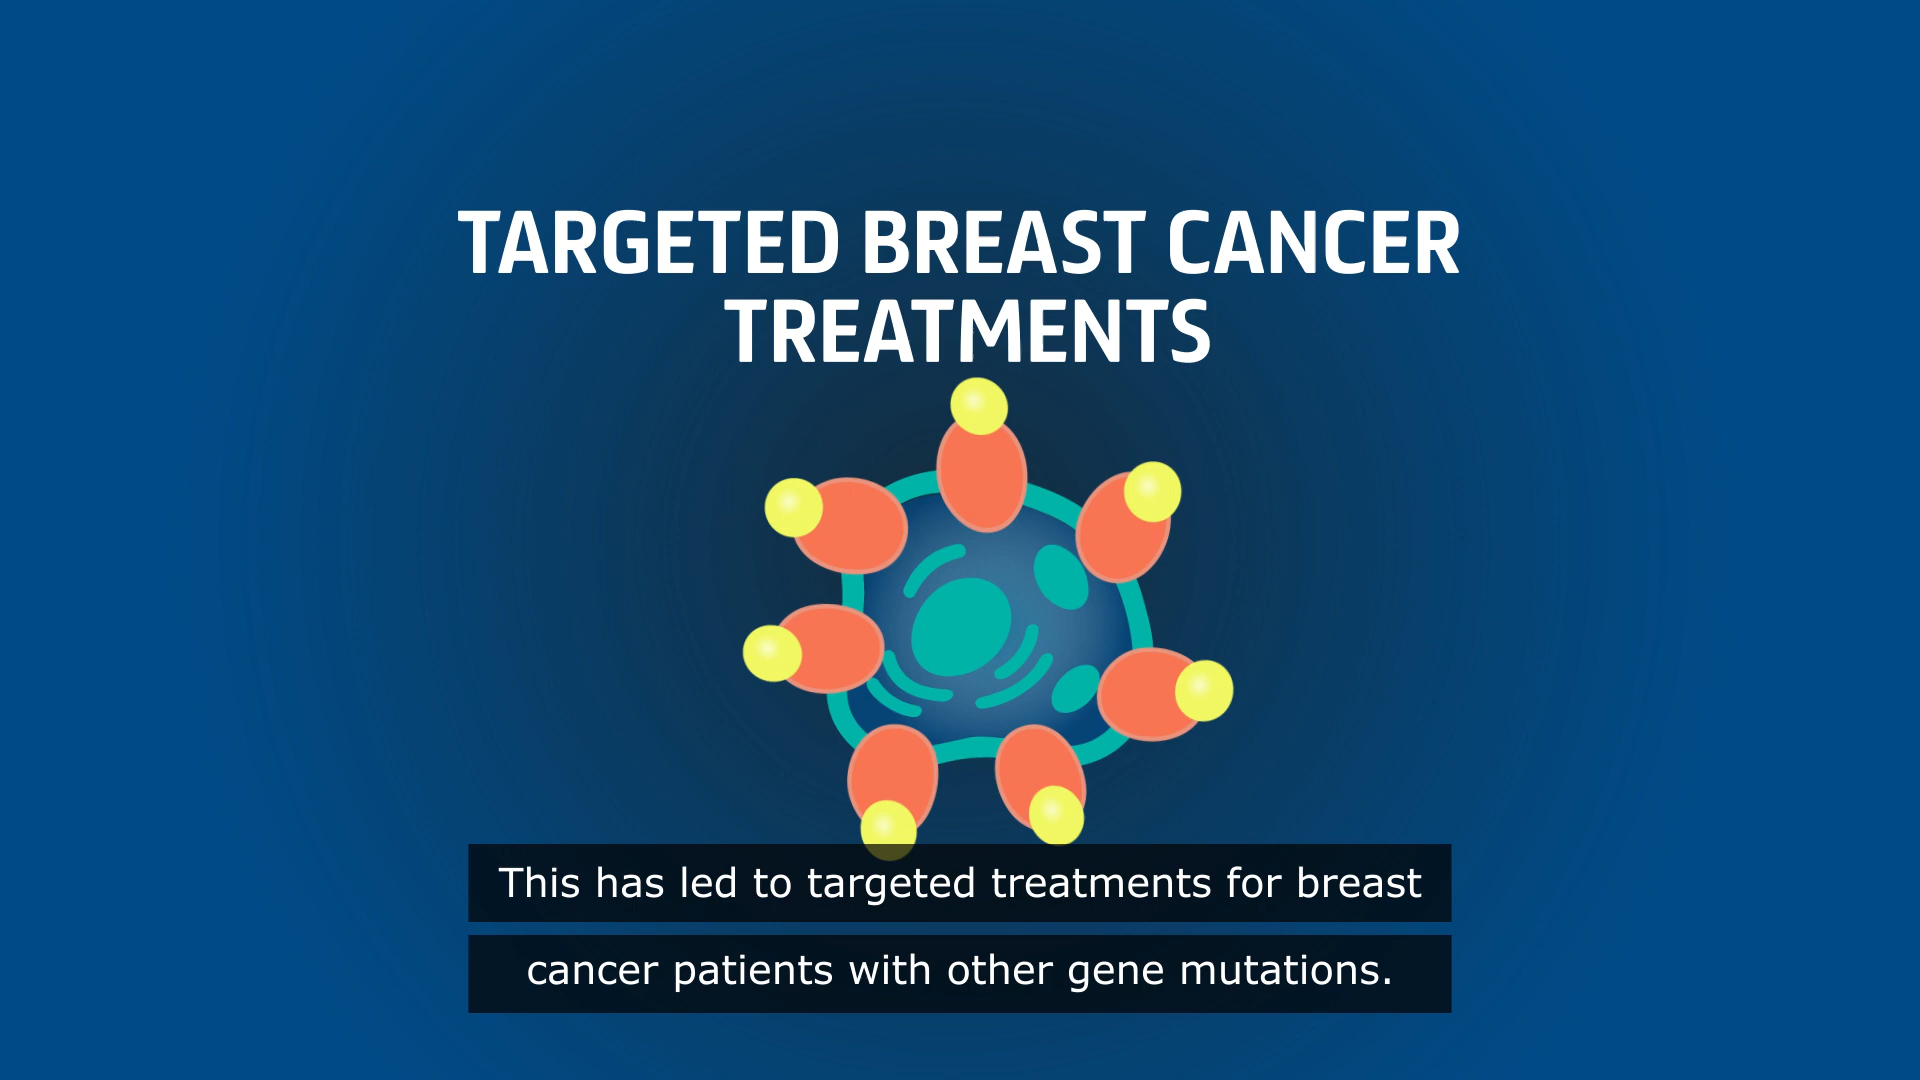 TARGETED BREAST CANCER
TREATMENTS
This has led to targeted treatments for breast
cancer patients with other gene mutations.